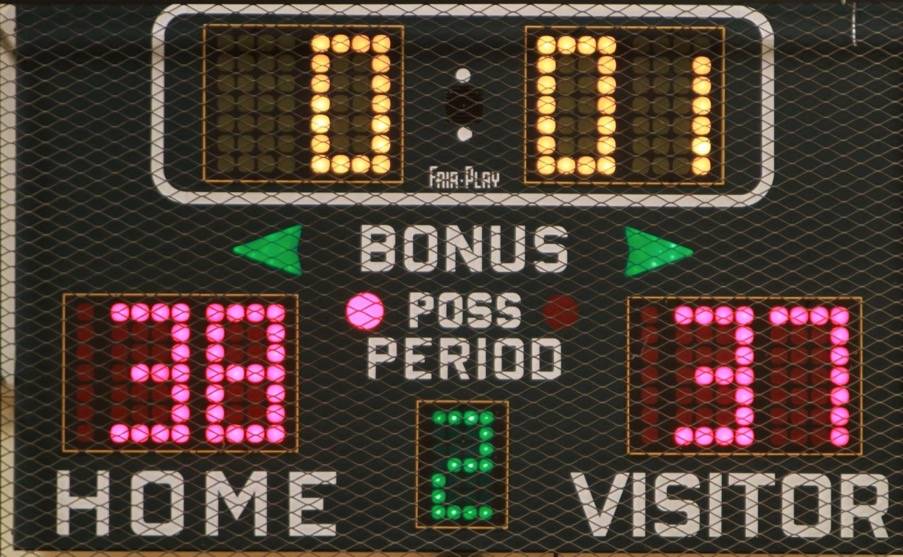 0 : 01
FAIR-PLAY
BONUS
POSS
PERIOD
38 2 37
HOME VISITOR